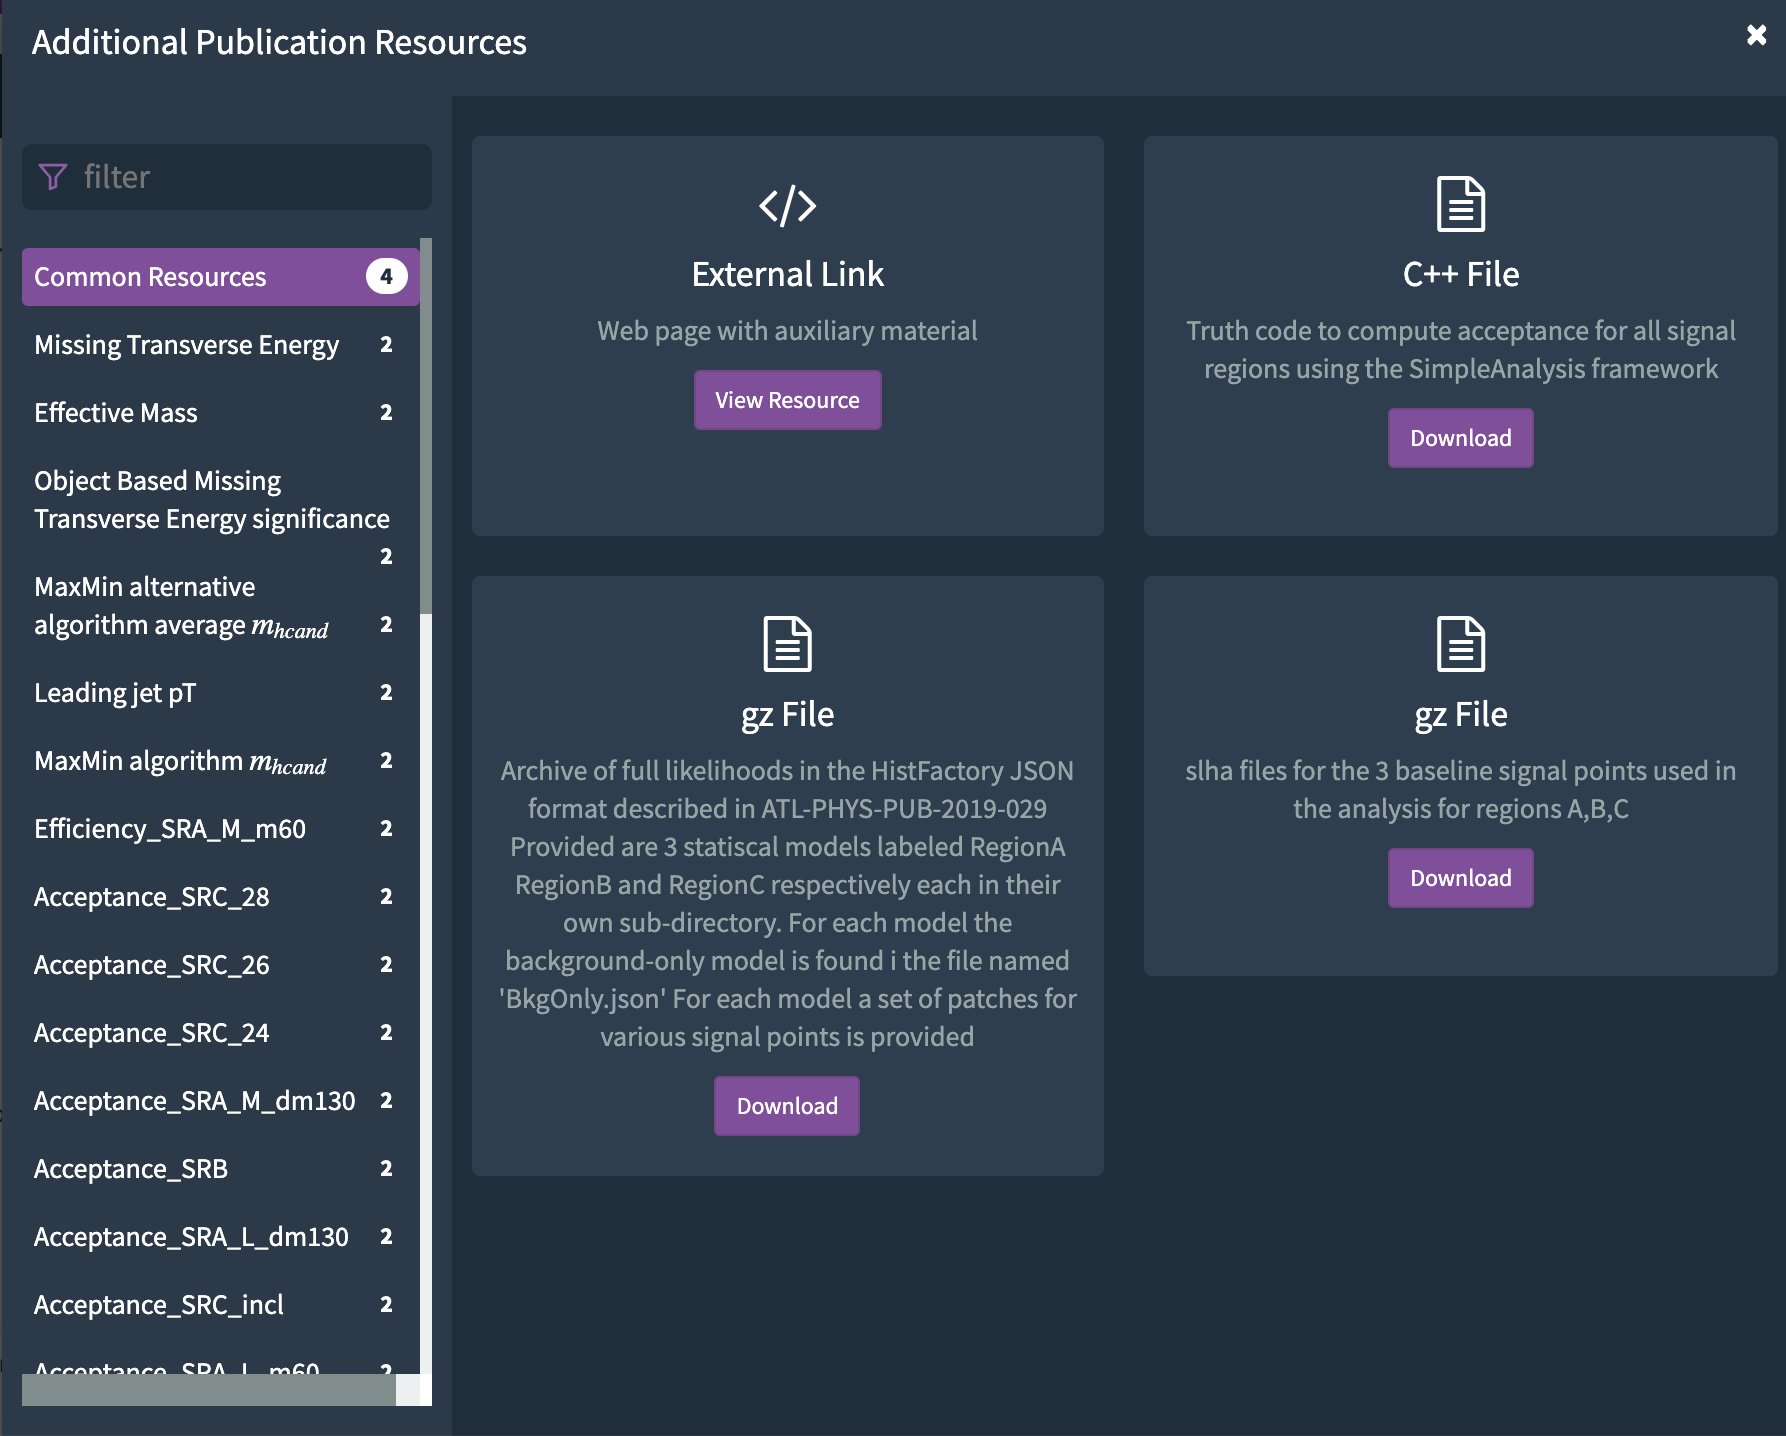 Additional Publication Resources
filter
Common Resources 4
Missing Transverse Energy 2
Effective Mass 2
Object Based Missing
Transverse Energy significance
2
MaxMin alternative
algorithm average m_hcand 2
Leading jet pT 2
MaxMin algorithm m_hcand 2
Efficiency_SRA_M_m60 2
Acceptance_SRC_28 2
Acceptance_SRC_26 2
Acceptance_SRC_24 2
Acceptance_SRA_M_dm130 2
Acceptance_SRB 2
Acceptance_SRA_L_dm130 2
Acceptance_SRC_incl 2
Acceptance_SRA_L_m60 2
External Link
Web page with auxiliary material
View Resource
C++ File
Truth code to compute acceptance for all signal
regions using the SimpleAnalysis framework
Download
gz File
Archive of full likelihoods in the HistFactory JSON
format described in ATL-PHYS-PUB-2019-029
Provided are 3 statiscal models labeled RegionA
RegionB and RegionC respectively each in their
own sub-directory. For each model the
background-only model is found i the file named
'BkgOnly.json' For each model a set of patches for
various signal points is provided
Download
gz File
slha files for the 3 baseline signal points used in
the analysis for regions A,B,C
Download